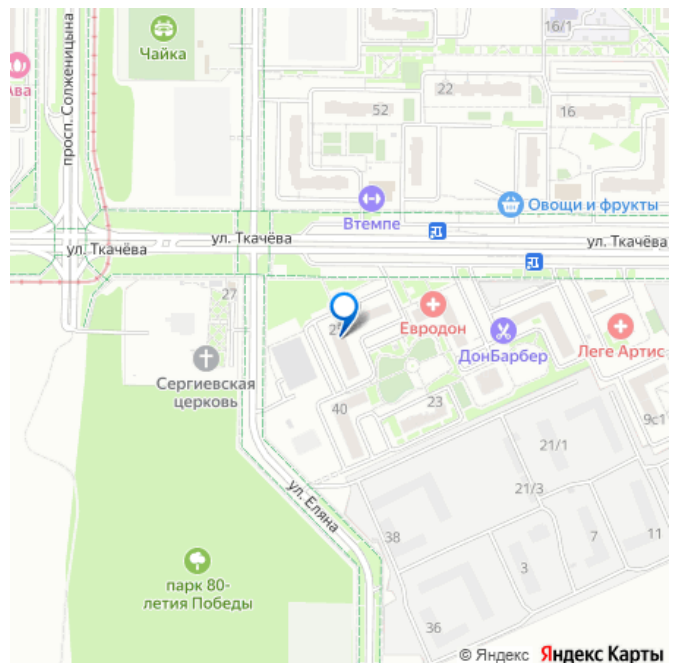 16/1
Чайка
просп. Солженицына
Ава
22
52
16
Втемпе
Овощи и фрукты
ул. Ткачёва
ул. Ткачёва
ул. Ткачёва
27
Евродон
ДонБарбер
Леге Артис
Сергиевская
церковь
40
23
9с1
21/1
ул. Еляна
21/3
38
7
11
3
парк 80-
летия Победы
36
© Яндекс Яндекс Карты